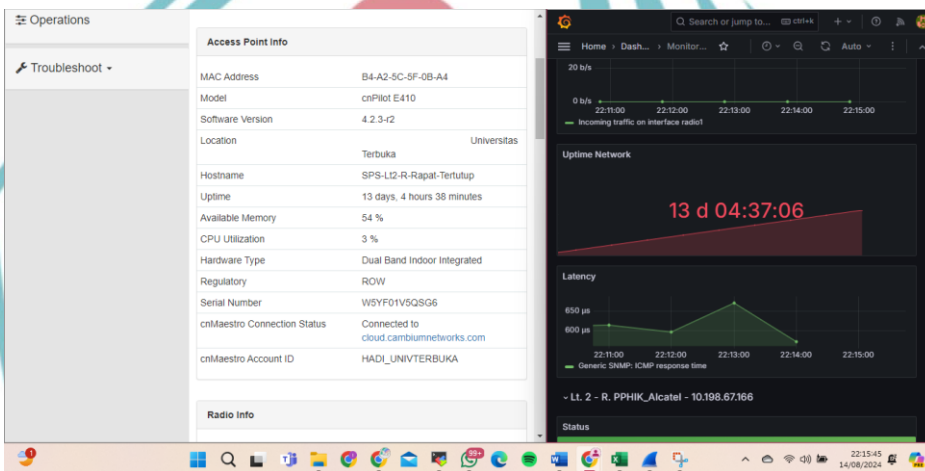 Operations
Troubleshoot
Access Point Info
MAC Address B4-A2-5C-5F-0B-A4
Model cnPilot E410
Software Version 4.2.3-r2
Location Universitas
Terbuka
Hostname SPS-Lt2-R-Rapat-Tertutup
Uptime 13 days, 4 hours 38 minutes
Available Memory 54 %
CPU Utilization 3 %
Hardware Type Dual Band Indoor Integrated
Regulatory ROW
Serial Number W5YF01V5QSG6
cnMaestro Connection Status Connected to
cloud.cambiumnetworks.com
cnMaestro Account ID HADI_UNIVTERBUKA
Radio Info
Search or jump to... ctrl+k
Home › Dash... › Monitor... Auto
20 b/s
0 b/s
22:11:00 22:12:00 22:13:00 22:14:00 22:15:00
Incoming traffic on interface radio1
Uptime Network
13 d 04:37:06
Latency
650 µs
600 µs
22:11:00 22:12:00 22:13:00 22:14:00 22:15:00
Generic SNMP: ICMP response time
Lt. 2 - R. PPHIK_Alcatel - 10.198.67.166
Status
1
99+
22:15:45
14/08/2024